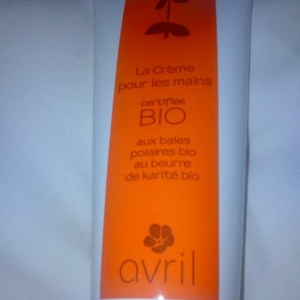 La Crème
pour les mains
certifiée
BIO
aux baies
polaires bio
au beurre
de karité bio
avril